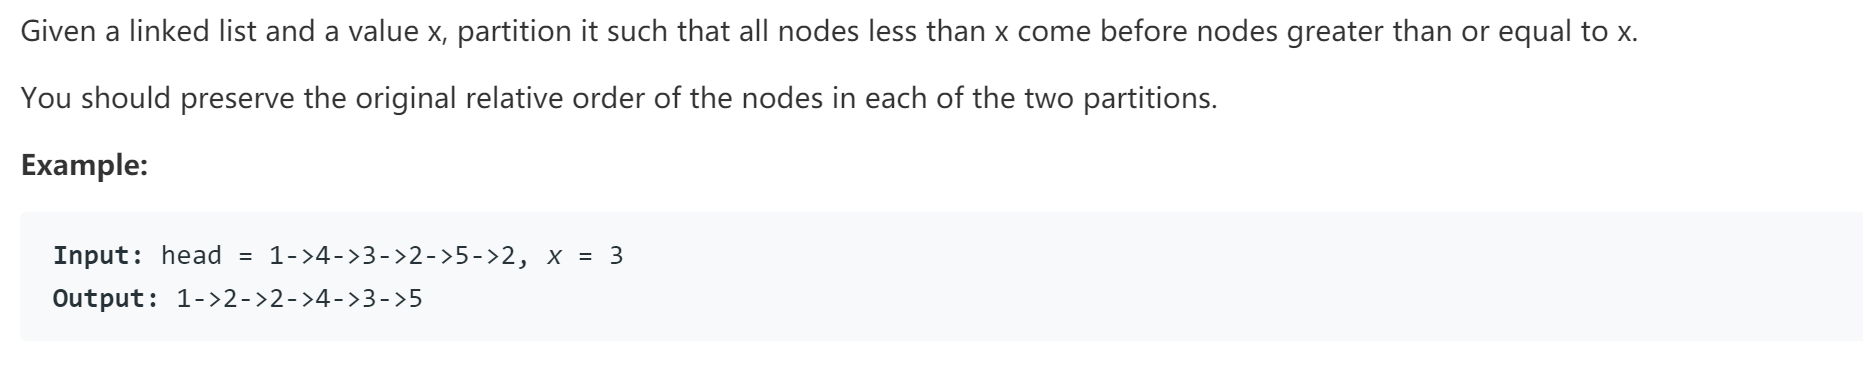 Given a linked list and a value x, partition it such that all nodes less than x come before nodes greater than or equal to x.
You should preserve the original relative order of the nodes in each of the two partitions.
Example:
Input: head = 1->4->3->2->5->2, x = 3
Output: 1->2->2->4->3->5